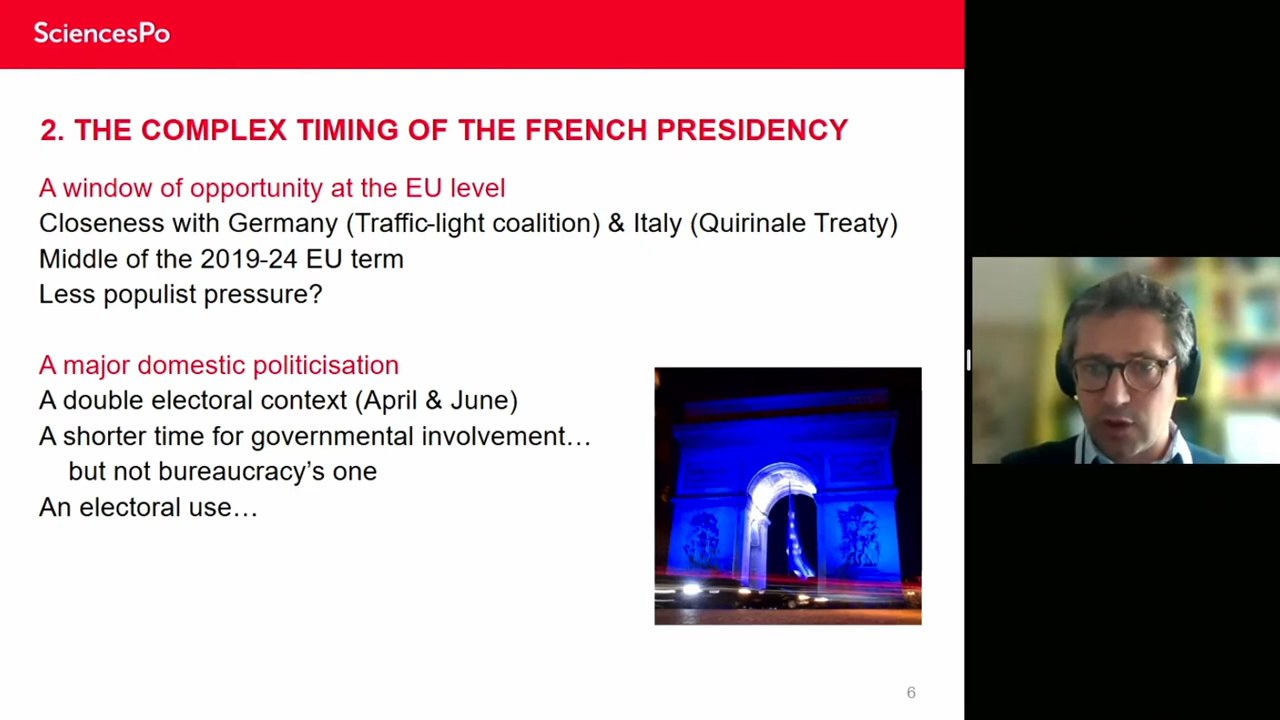 SciencesPo
2. THE COMPLEX TIMING OF THE FRENCH PRESIDENCY
A window of opportunity at the EU level
Closeness with Germany (Traffic-light coalition) & Italy (Quirinale Treaty)
Middle of the 2019-24 EU term
Less populist pressure?
A major domestic politicisation
A double electoral context (April & June)
A shorter time for governmental involvement…
but not bureaucracy’s one
An electoral use…
6